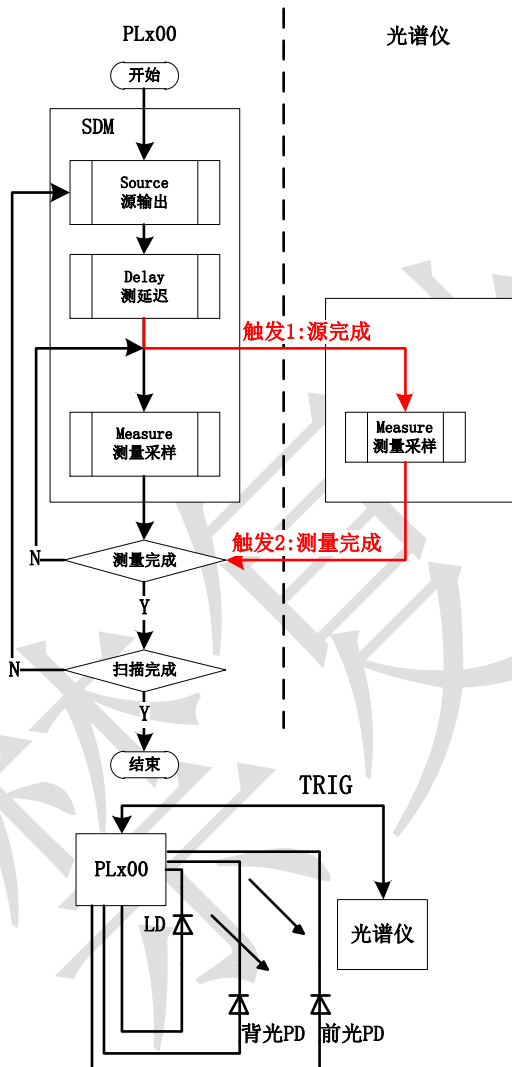 PLx00
光谱仪
开始
SDM
Source
源输出
Delay
测延迟
触发1:源完成
Measure
测量采样
Measure
测量采样
触发2:测量完成
N
测量完成
Y
N
扫描完成
Y
结束
TRIG
PLx00
LD
光谱仪
背光PD
前光PD